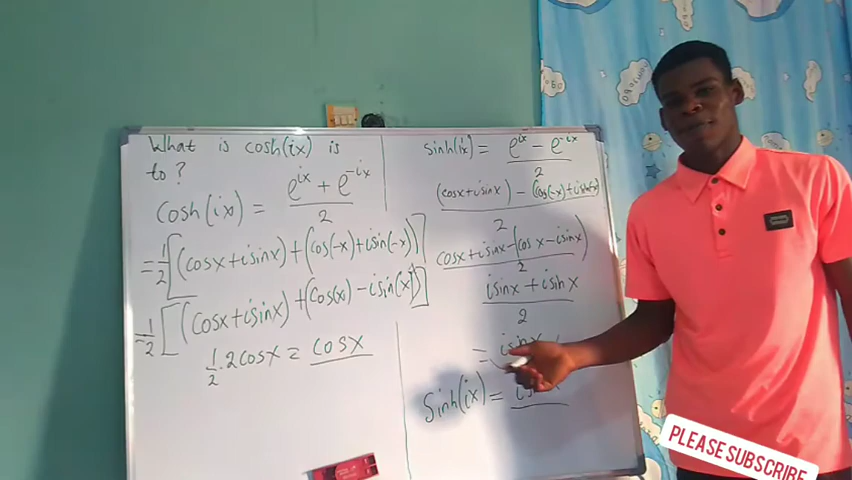 What is cosh(ix) is
to?
cosh(ix) = e^ix + e^-ix / 2
= 1/2 [(cosx+isinx) + (cos(-x)+isin(-x))]
= 1/2 [(cosx+isinx) + (cos(x) - isin(x))]
1/2 . 2cosx = cosx
sinh(ix) = e^ix - e^-ix / 2
(cosx+isinx) - (cos(-x)+isin(-x)) / 2
cosx+isinx-(cosx-isinx) / 2
isinx + isinx / 2
= isinx
Sinh(ix) =
PLEASE SUBSCRIBE